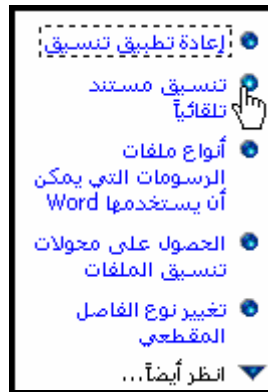 إعادة تطبيق تنسيق
تنسيق مستند
تلقائياً
أنواع ملفات
الرسومات التي يمكن
أن يستخدمها Word
الحصول على محولات
تنسيق الملفات
تغيير نوع الفاصل
المقطعي
انظر أيضاً...